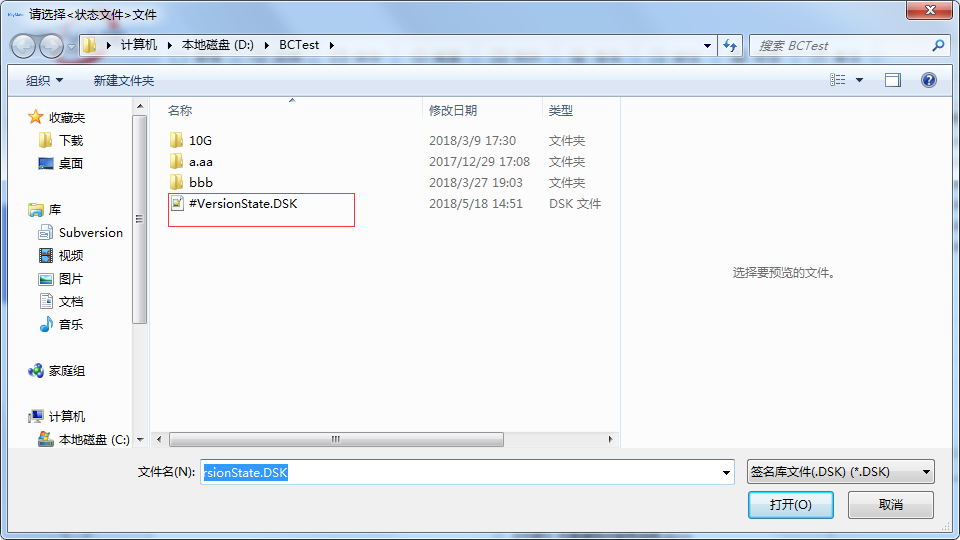 请选择<状态文件>文件
计算机 本地磁盘 (D:) BCTest
搜索 BCTest
组织 新建文件夹
收藏夹
下载
桌面
库
Subversion
视频
图片
文档
音乐
家庭组
计算机
本地磁盘 (C:)
名称 修改日期 类型
10G 2018/3/9 17:30 文件夹
a.aa 2017/12/29 17:08 文件夹
bbb 2018/3/27 19:03 文件夹
#VersionState.DSK 2018/5/18 14:51 DSK 文件
选择要预览的文件。
文件名(N): rsionState.DSK 签名库文件(.DSK) (*.DSK)
打开(O) 取消